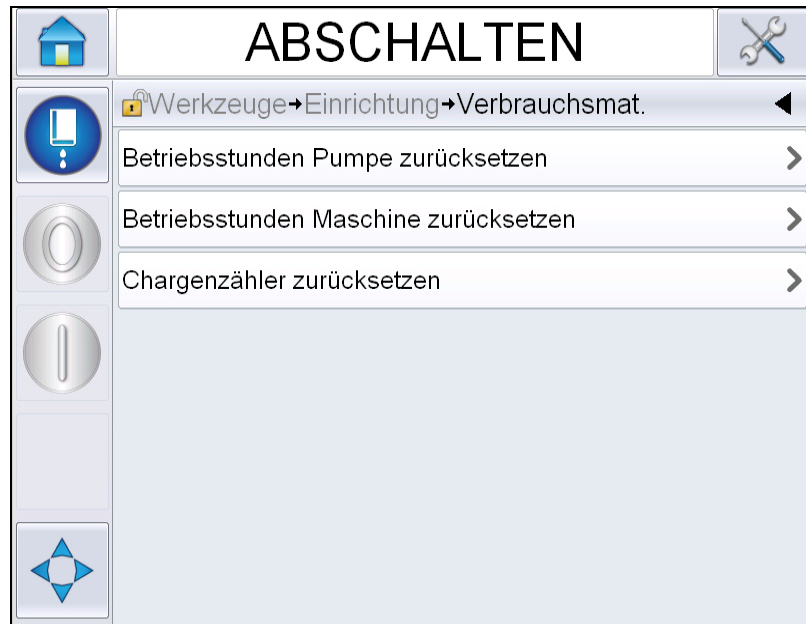 ABSCHALTEN
Werkzeuge→Einrichtung→Verbrauchsmat.
Betriebsstunden Pumpe zurücksetzen
Betriebsstunden Maschine zurücksetzen
Chargenzähler zurücksetzen